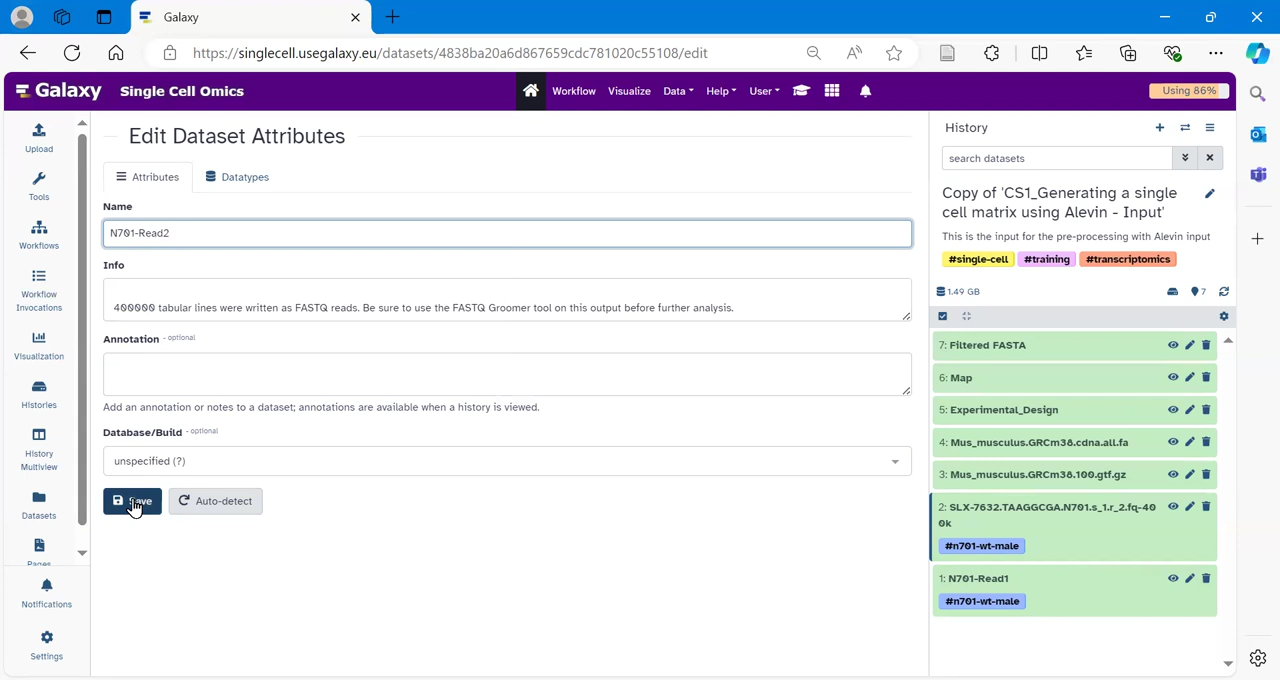 Galaxy
https://singlecell.usegalaxy.eu/datasets/4838ba20a6d867659cdc781020c55108/edit
Galaxy Single Cell Omics
Workflow Visualize Data Help User
Using 86%
Upload
Tools
Workflows
Workflow
Invocations
Visualization
Histories
History
Multiview
Datasets
Pages
Notifications
Settings
Edit Dataset Attributes
Attributes Datatypes
Name
N701-Read2
Info
400000 tabular lines were written as FASTQ reads. Be sure to use the FASTQ Groomer tool on this output before further analysis.
Annotation - optional
Add an annotation or notes to a dataset; annotations are available when a history is viewed.
Database/Build - optional
unspecified (?)
Save Auto-detect
History
search datasets
Copy of 'CS1_Generating a single
cell matrix using Alevin - Input'
This is the input for the pre-processing with Alevin input
#single-cell #training #transcriptomics
1.49 GB 7
7: Filtered FASTA
6: Map
5: Experimental_Design
4: Mus_musculus.GRCm38.cdna.all.fa
3: Mus_musculus.GRCm38.100.gtf.gz
2: SLX-7632.TAAGGCGA.N701.s_1.r_2.fq-40
0k
#n701-wt-male
1: N701-Read1
#n701-wt-male